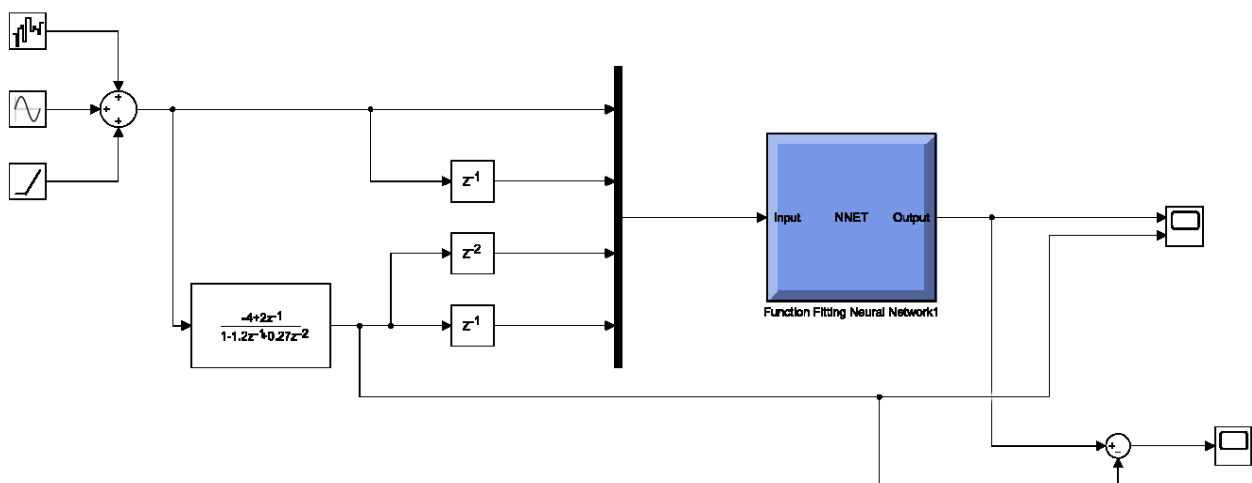 +
+
+
z-1
z-2
-4+2z-1
1-1.2z-1+0.27z-2
z-1
Input NNET Output
Function Fitting Neural Network1
+
-